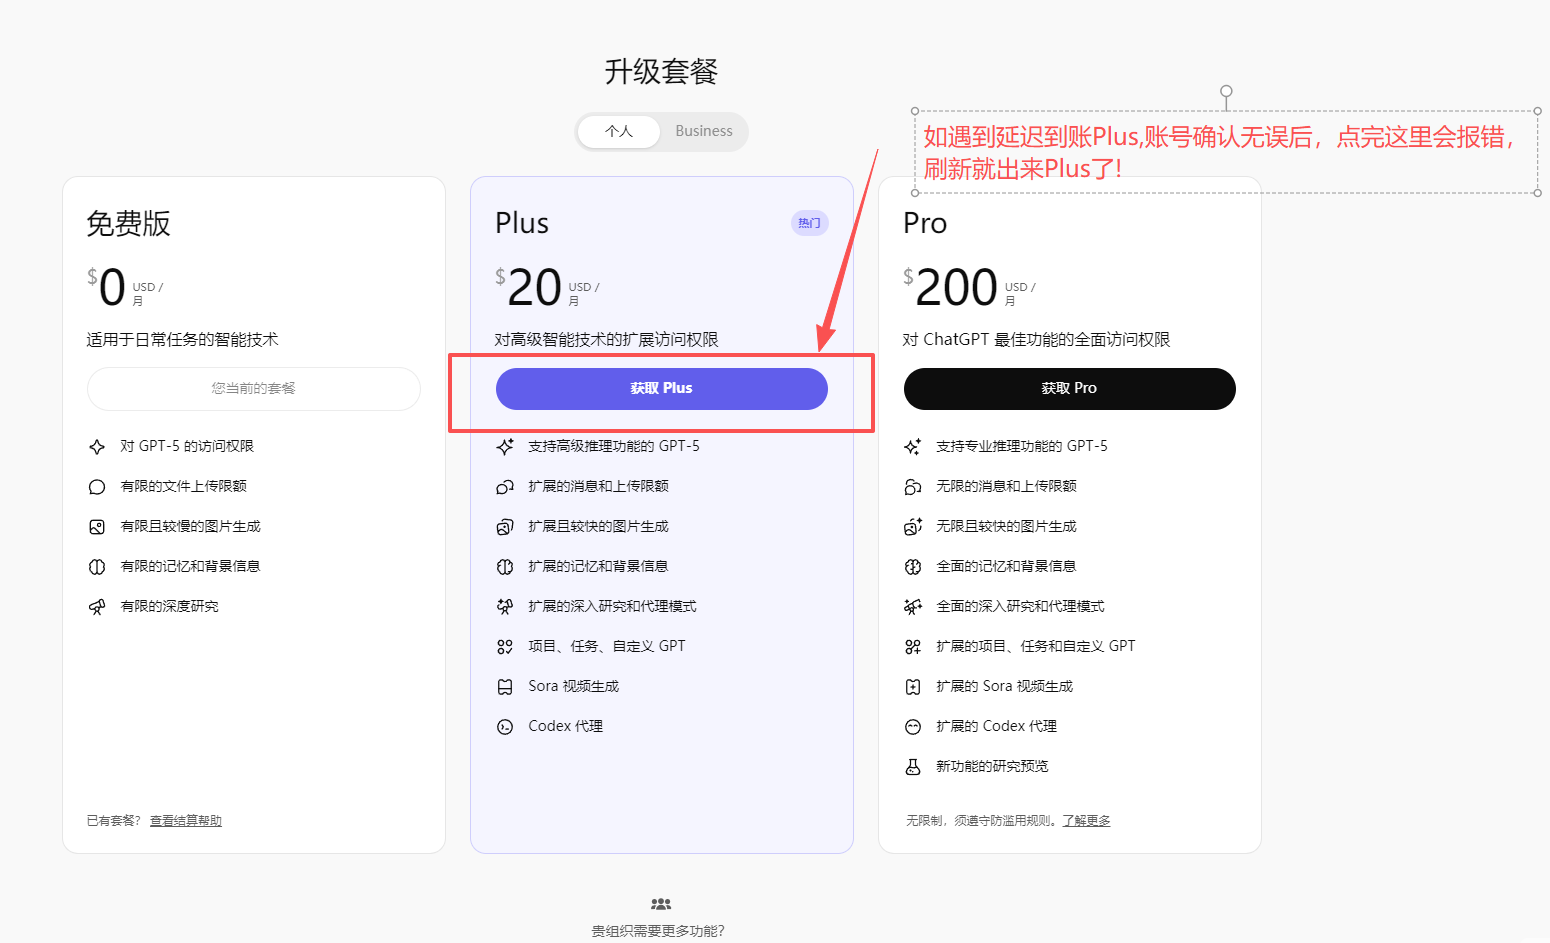 升级套餐
个人
Business
如遇到延迟到账Plus,账号确认无误后，点完这里会报错，
刷新就出来Plus了!
免费版
$0 USD /
月
适用于日常任务的智能技术
您当前的套餐
对 GPT-5 的访问权限
有限的文件上传限额
有限且较慢的图片生成
有限的记忆和背景信息
有限的深度研究
已有套餐？ 查看结算帮助
Plus
热门
$20 USD /
月
对高级智能技术的扩展访问权限
获取 Plus
支持高级推理功能的 GPT-5
扩展的消息和上传限额
扩展且较快的图片生成
扩展的记忆和背景信息
扩展的深入研究和代理模式
项目、任务、自定义 GPT
Sora 视频生成
Codex 代理
Pro
$200 USD /
月
对 ChatGPT 最佳功能的全面访问权限
获取 Pro
支持专业推理功能的 GPT-5
无限的消息和上传限额
无限且较快的图片生成
全面的记忆和背景信息
全面的深入研究和代理模式
扩展的项目、任务和自定义 GPT
扩展的 Sora 视频生成
扩展的 Codex 代理
新功能的研究预览
无限制，须遵守防滥用规则。了解更多
贵组织需要更多功能？